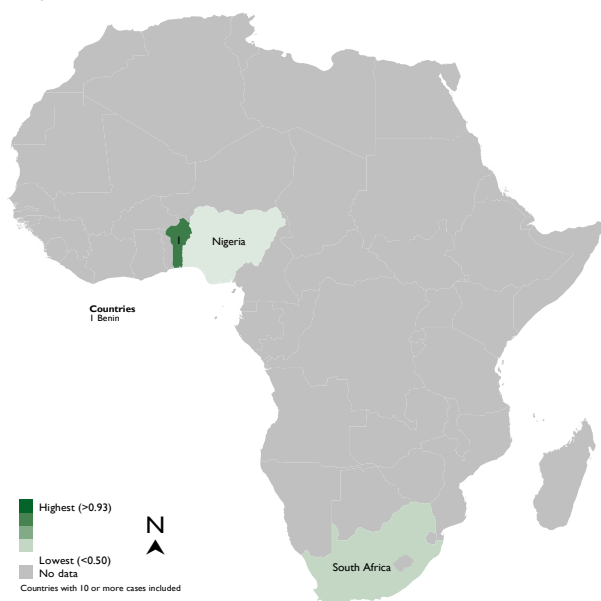 1
Nigeria
Countries
1 Benin
Highest (>0.93)
N
Lowest (<0.50)
No data
Countries with 10 or more cases included
South Africa